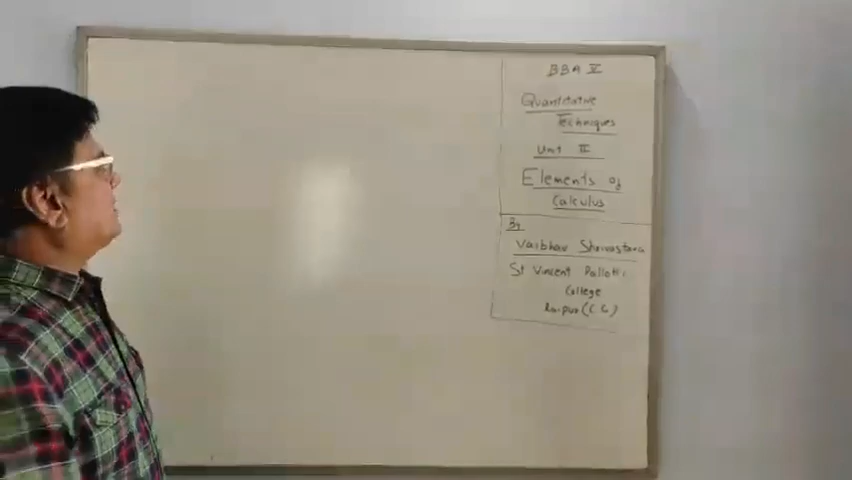 BBA V
Quantitative
Techniques
Unit II
Elements of
Calculus
By
Vaibhav Shrivastava
St Vincent Pallotti
College
Raipur (C G)